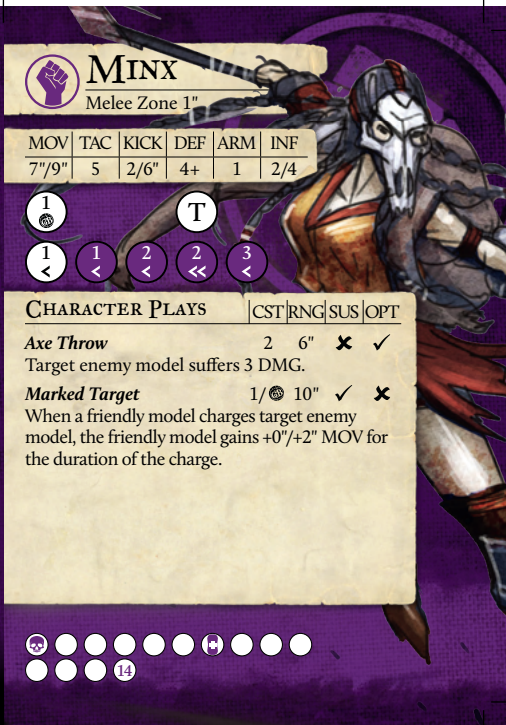 Minx
Melee Zone 1"
MOV TAC KICK DEF ARM INF
7"/9" 5 2/6" 4+ 1 2/4
1 T
1 < 1 < 2 < 2 << 3 <
Character Plays CST RNG SUS OPT
Axe Throw 2 6" ✘ ✓
Target enemy model suffers 3 DMG.
Marked Target 1/ 10" ✓ ✘
When a friendly model charges target enemy
model, the friendly model gains +0"/+2" MOV for
the duration of the charge.
14